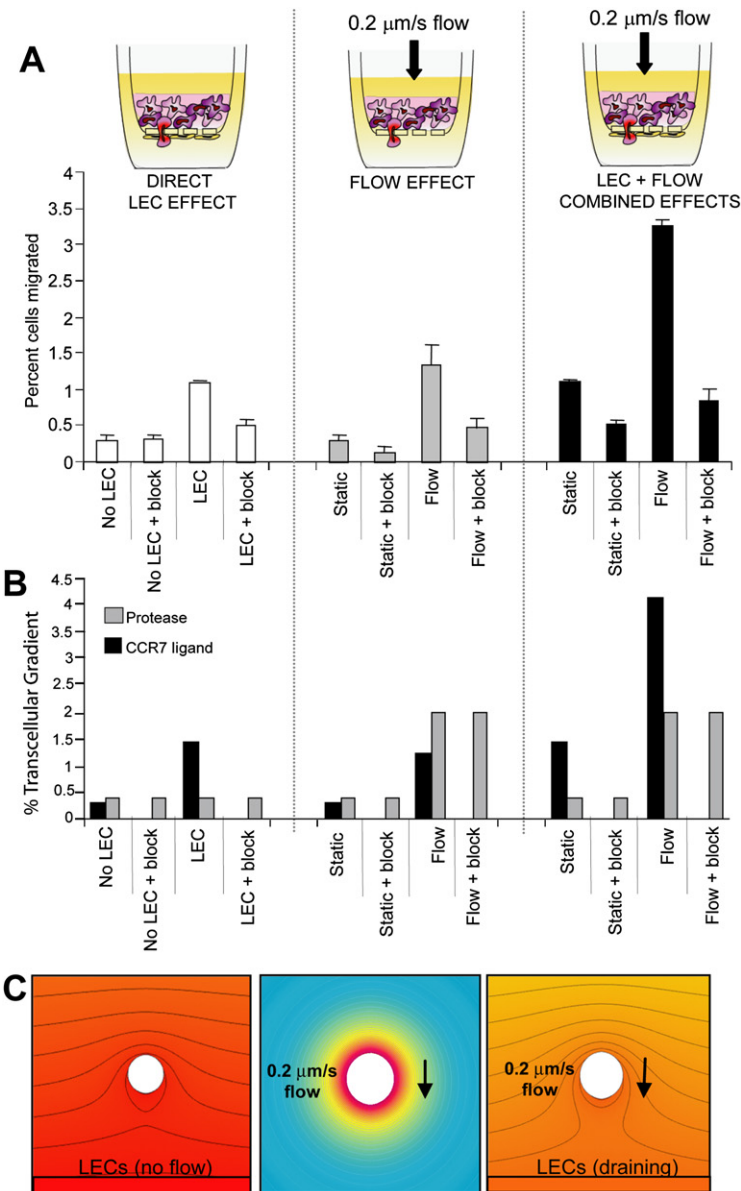 A
0.2 µm/s flow
0.2 µm/s flow
DIRECT
LEC EFFECT
FLOW EFFECT
LEC + FLOW
COMBINED EFFECTS
Percent cells migrated
4
3.5
3
2.5
2
1.5
1
0.5
0
No LEC
No LEC + block
LEC
LEC + block
Static
Static + block
Flow
Flow + block
Static
Static + block
Flow
Flow + block
B
% Transcellular Gradient
4.5
4
3.5
3
2.5
2
1.5
1
0.5
0
Protease
CCR7 ligand
No LEC
No LEC + block
LEC
LEC + block
Static
Static + block
Flow
Flow + block
Static
Static + block
Flow
Flow + block
C
LECs (no flow)
0.2 µm/s
flow
0.2 µm/s
flow
LECs (draining)